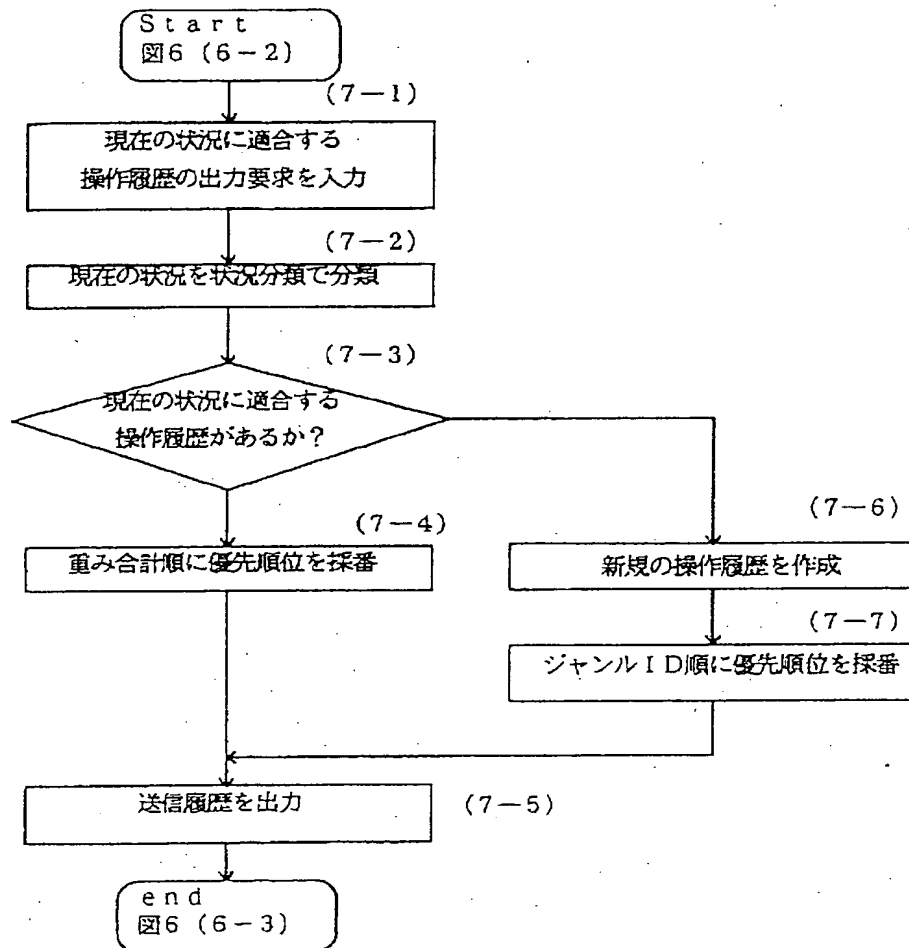 Start
図6 (6-2)
(7-1)
現在の状況に適合する
操作履歴の出力要求を入力
(7-2)
現在の状況を状況分類で分類
(7-3)
現在の状況に適合する
操作履歴があるか?
(7-4)
重み合計順に優先順位を採番
(7-6)
新規の操作履歴を作成
(7-7)
ジャンルID順に優先順位を採番
送信履歴を出力
(7-5)
end
図6 (6-3)